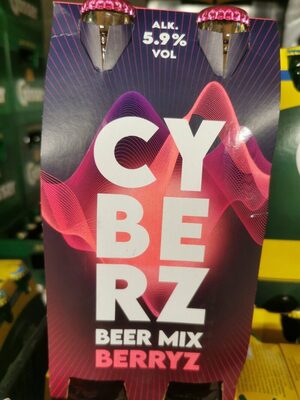 ALK.
5.9%
VOL
CY
BE
RZ
BEER MIX
BERRYZ